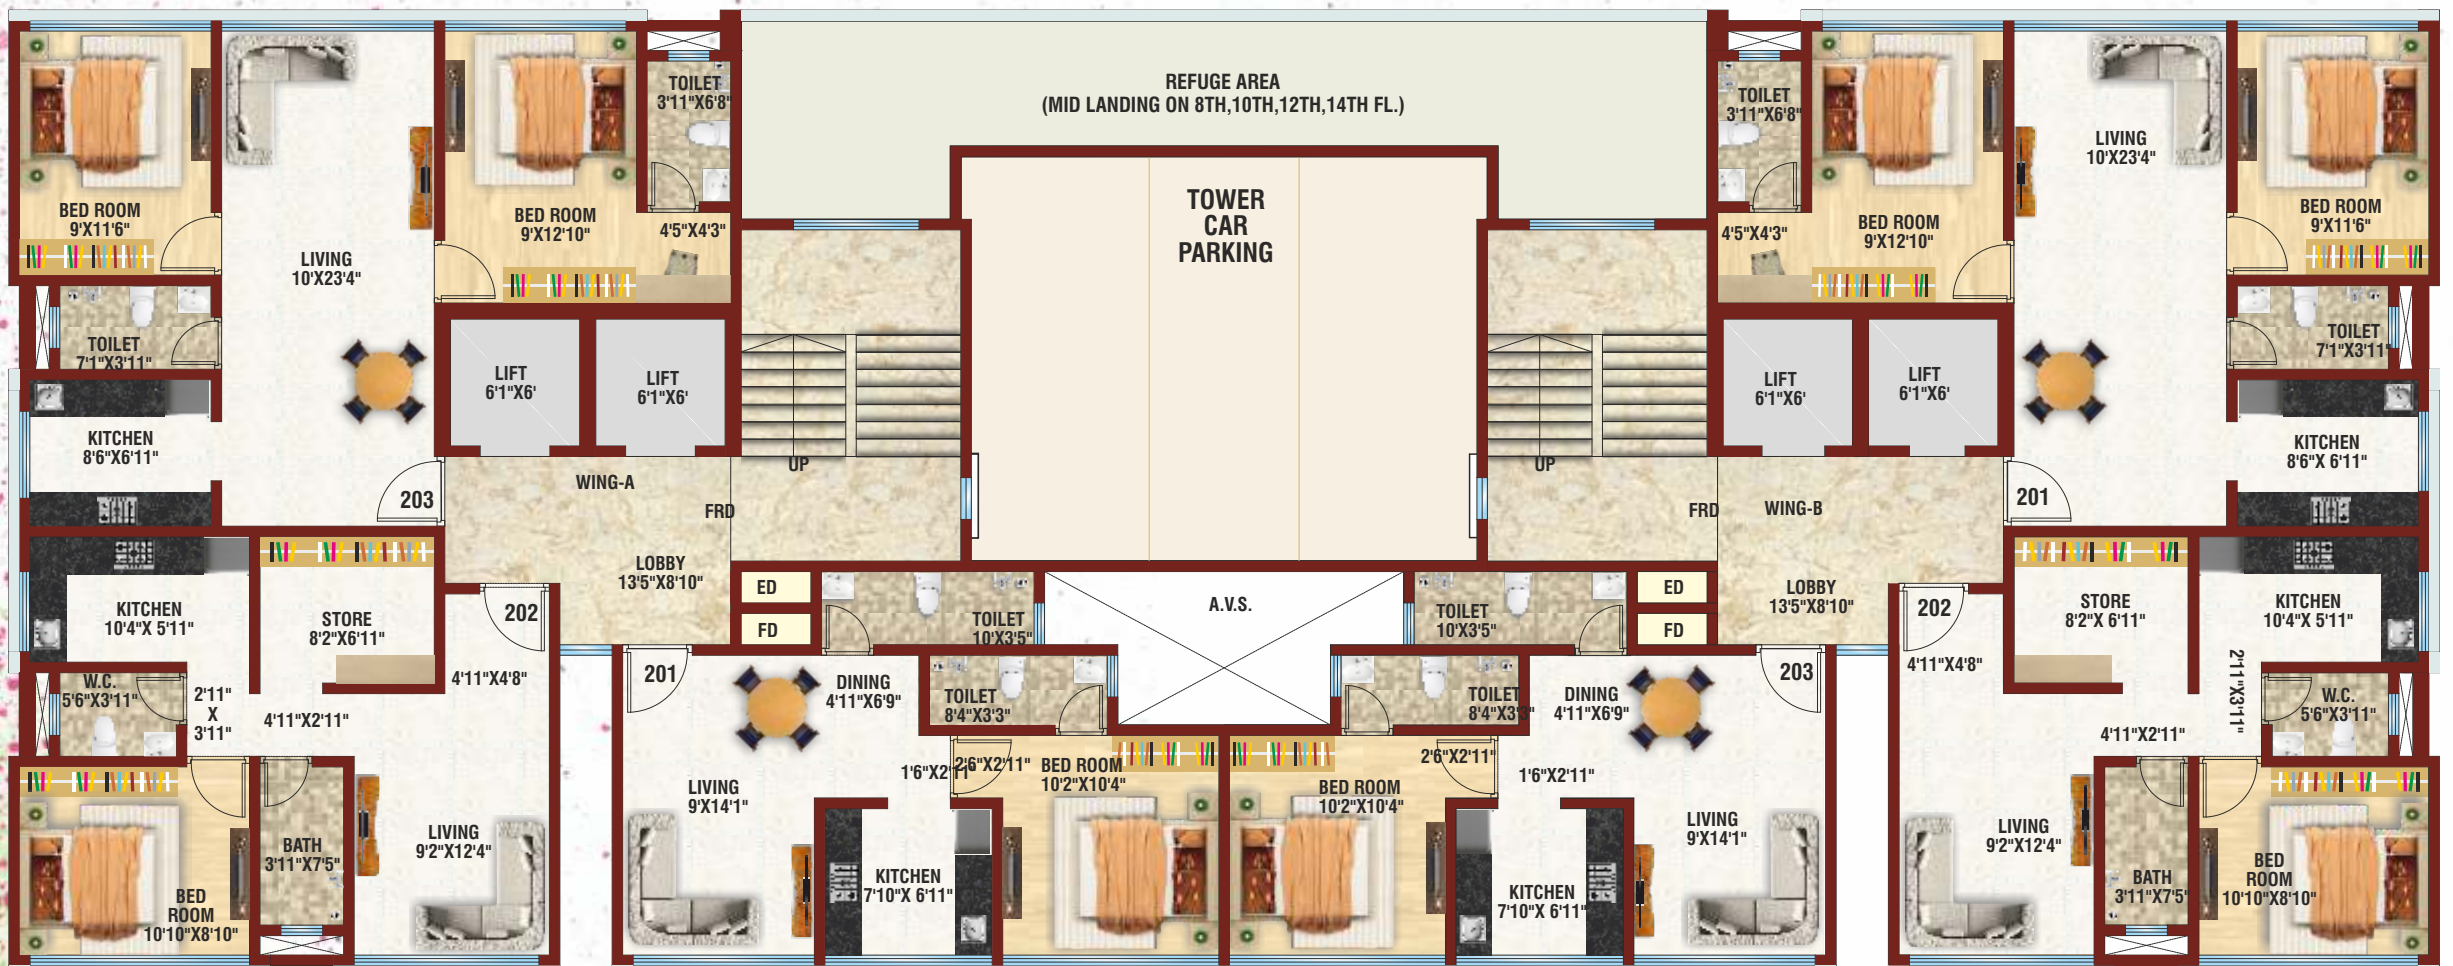 REFUGE AREA
(MID LANDING ON 8TH,10TH,12TH,14TH FL.)
TOWER
CAR
PARKING
BED ROOM
9'X11'6"
LIVING
10'X23'4"
BED ROOM
9'X12'10"
TOILET
3'11"X6'8"
4'5"X4'3"
TOILET
7'1"X3'11"
KITCHEN
8'6"X6'11"
LIFT
6'1"X6'
LIFT
6'1"X6'
203
WING-A
UP
FRD
LOBBY
13'5"X8'10"
ED
FD
KITCHEN
10'4"X 5'11"
STORE
8'2"X6'11"
202
4'11"X4'8"
W.C.
5'6"X3'11"
2'11"
X
3'11"
4'11"X2'11"
BATH
3'11"X7'5"
LIVING
9'2"X12'4"
BED
ROOM
10'10"X8'10"
201
TOILET
10'X3'5"
DINING
4'11"X6'9"
TOILET
8'4"X3'3"
LIVING
9'X14'1"
1'6"X2'11"
2'6"X2'11"
BED ROOM
10'2"X10'4"
KITCHEN
7'10"X 6'11"
A.V.S.
TOILET
3'11"X6'8"
4'5"X4'3"
BED ROOM
9'X12'10"
LIVING
10'X23'4"
BED ROOM
9'X11'6"
TOILET
7'1"X3'11
KITCHEN
8'6"X 6'11"
LIFT
6'1"X6'
LIFT
6'1"X6'
201
UP
FRD
WING-B
LOBBY
13'5"X8'10"
ED
FD
TOILET
10'X3'5"
TOILET
8'4"X3'3"
DINING
4'11"X6'9"
203
2'6"X2'11"
1'6"X2'11"
BED ROOM
10'2"X10'4"
KITCHEN
7'10"X 6'11"
LIVING
9'X14'1"
202
4'11"X4'8"
STORE
8'2"X 6'11"
KITCHEN
10'4"X 5'11"
2'11"X3'11"
W.C.
5'6"X3'11"
4'11"X2'11"
LIVING
9'2"X12'4"
BATH
3'11"X7'5"
BED
ROOM
10'10"X8'10"